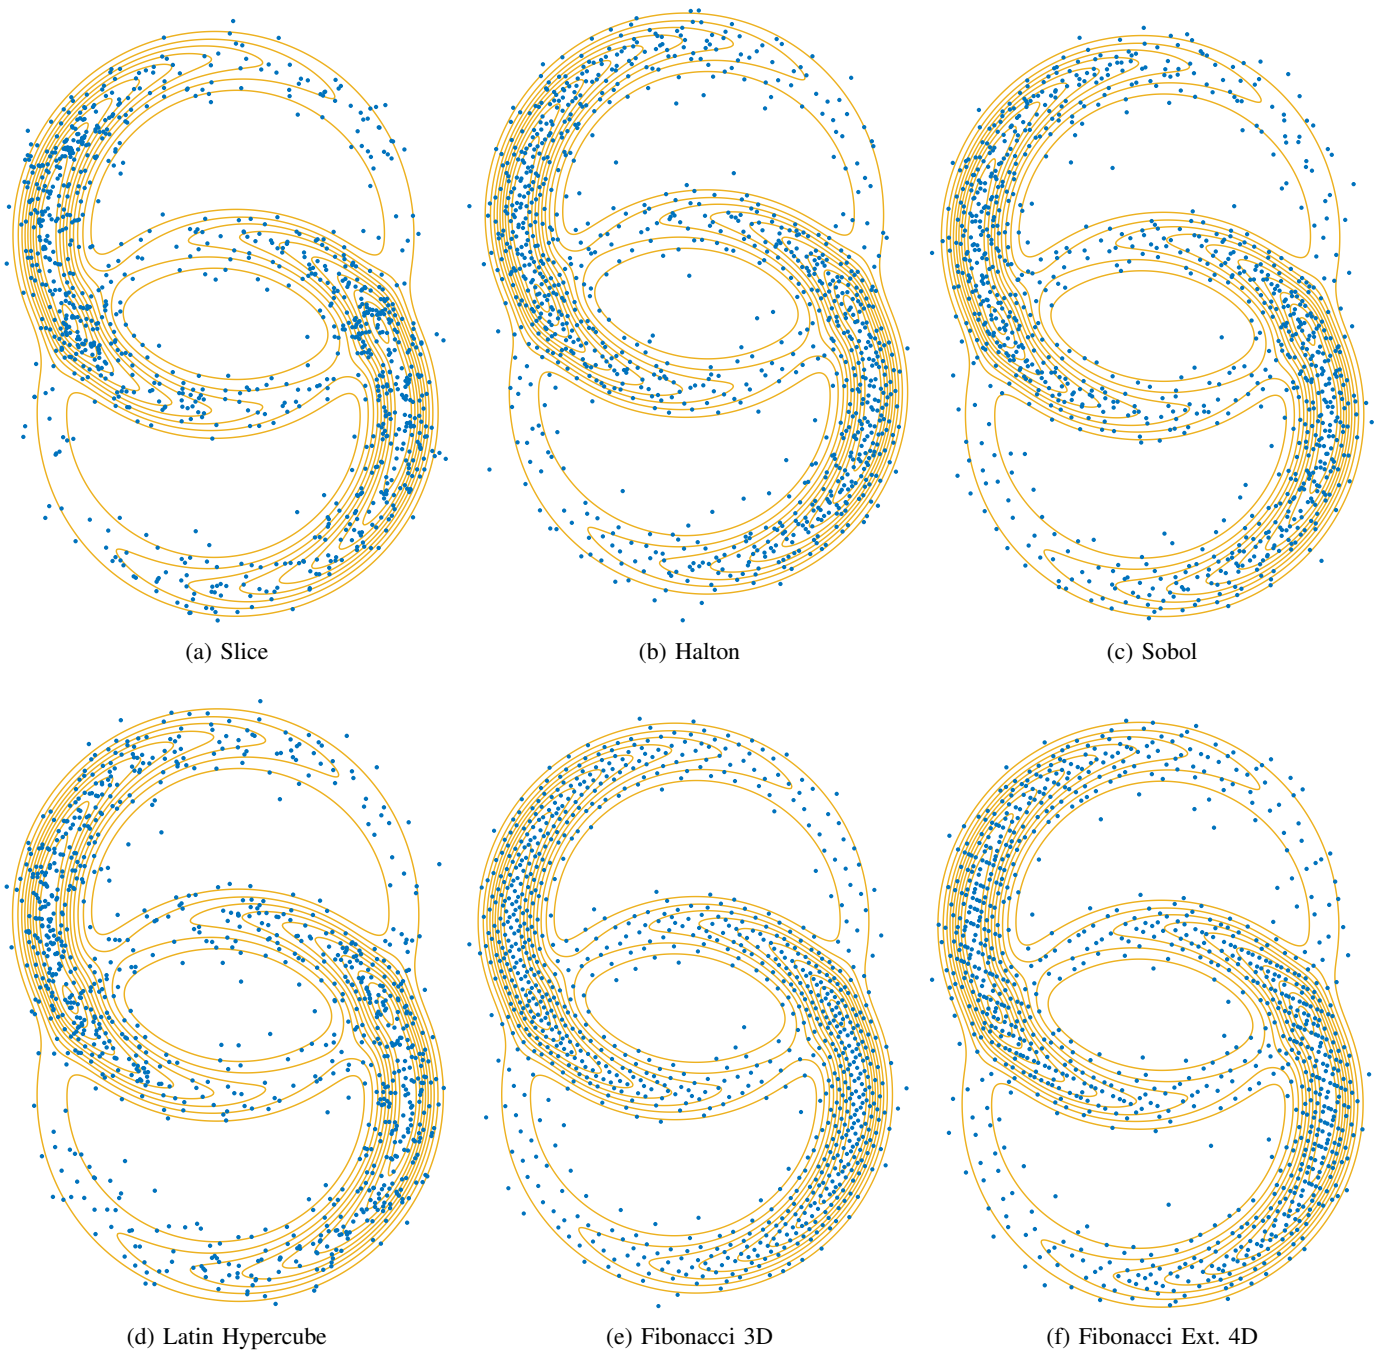 (a) Slice
(b) Halton
(c) Sobol
(d) Latin Hypercube
(e) Fibonacci 3D
(f) Fibonacci Ext. 4D